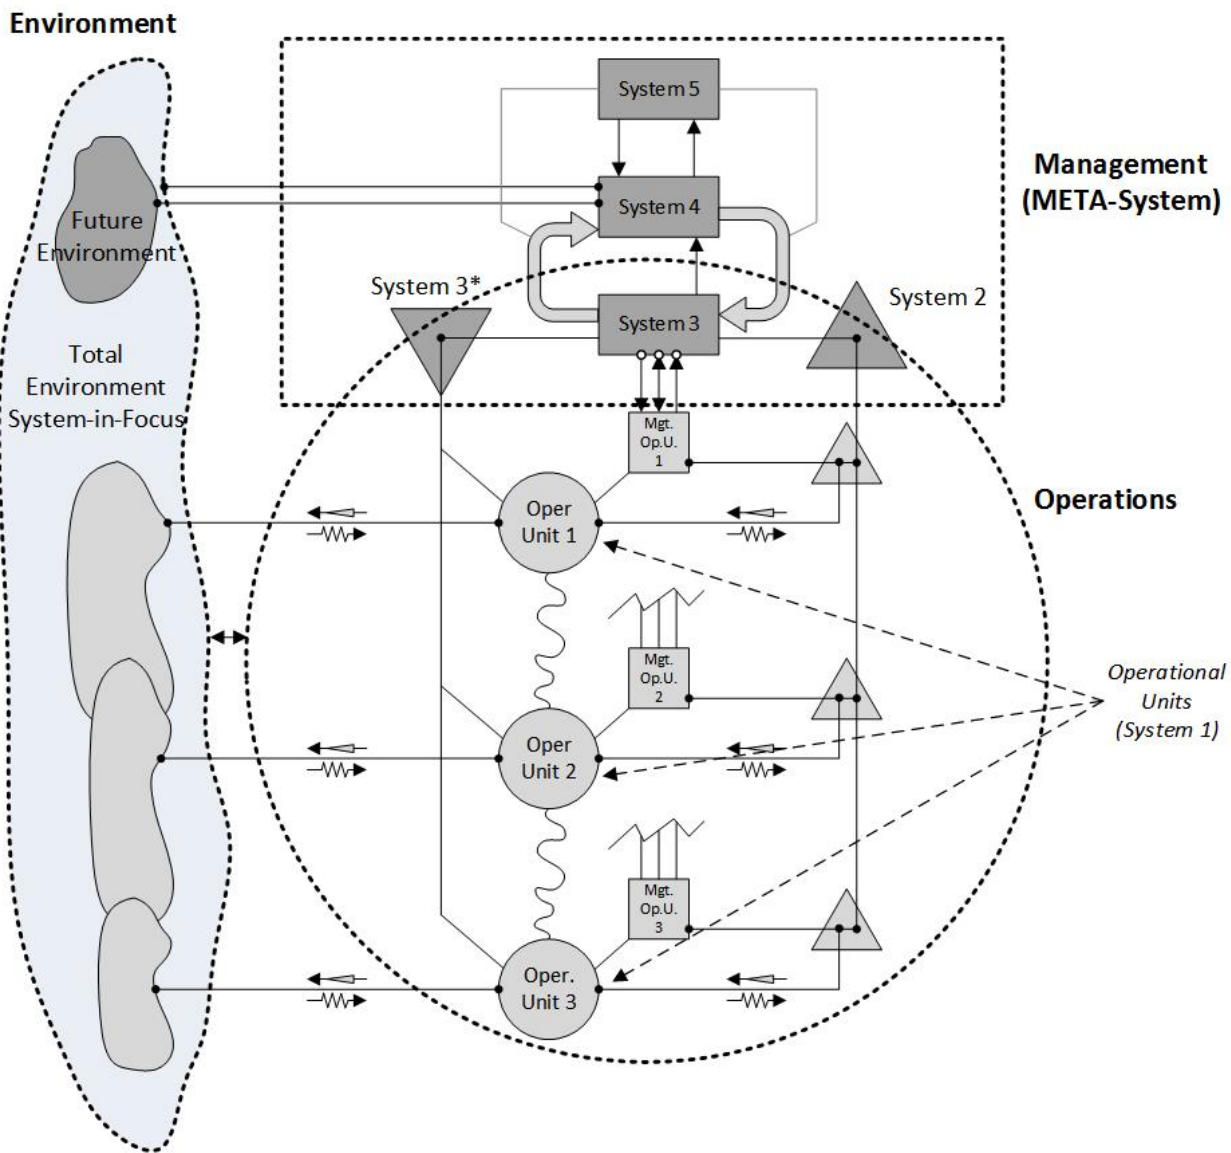 Environment
System 5
Management
(META-System)
System 4
Future
Environment
System 3*
System 2
System 3
Total
Environment
System-in-Focus
Mgt.
Op.U.
1
Operations
Oper
Unit 1
Mgt.
Op.U.
2
Operational
Units
(System 1)
Oper
Unit 2
Mgt.
Op.U.
3
Oper.
Unit 3